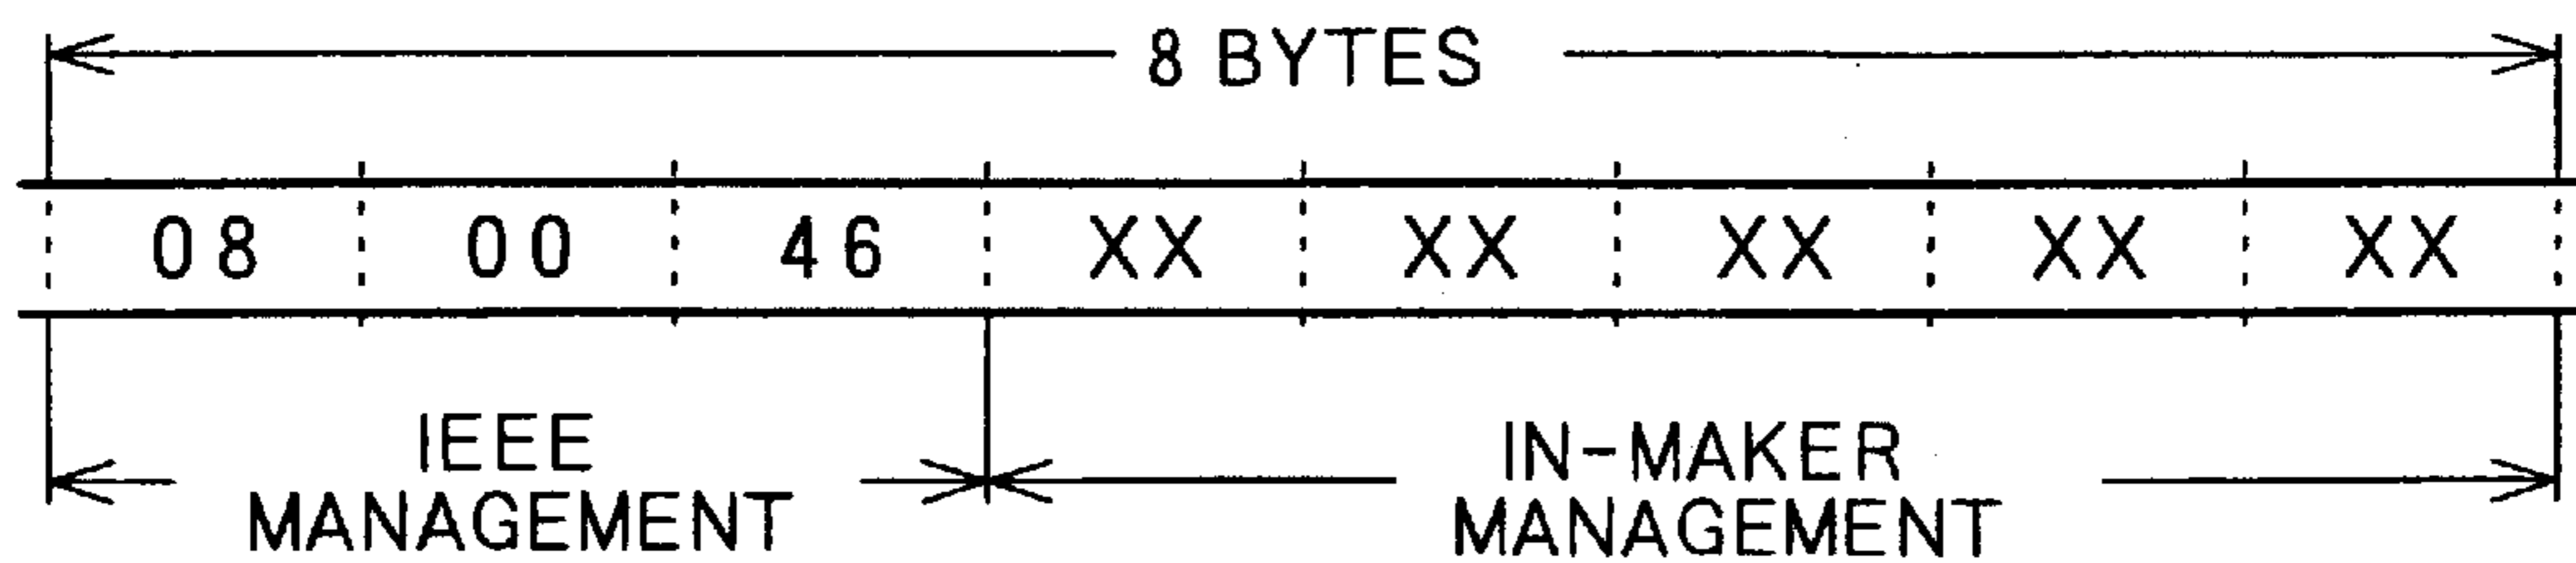 8 BYTES
08 00 46 XX XX XX XX XX
IEEE
MANAGEMENT
IN-MAKER
MANAGEMENT